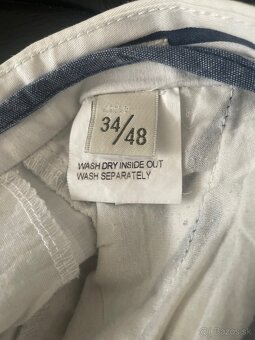 34/48
WASH DRY INSIDE OUT
WASH SEPARATELY